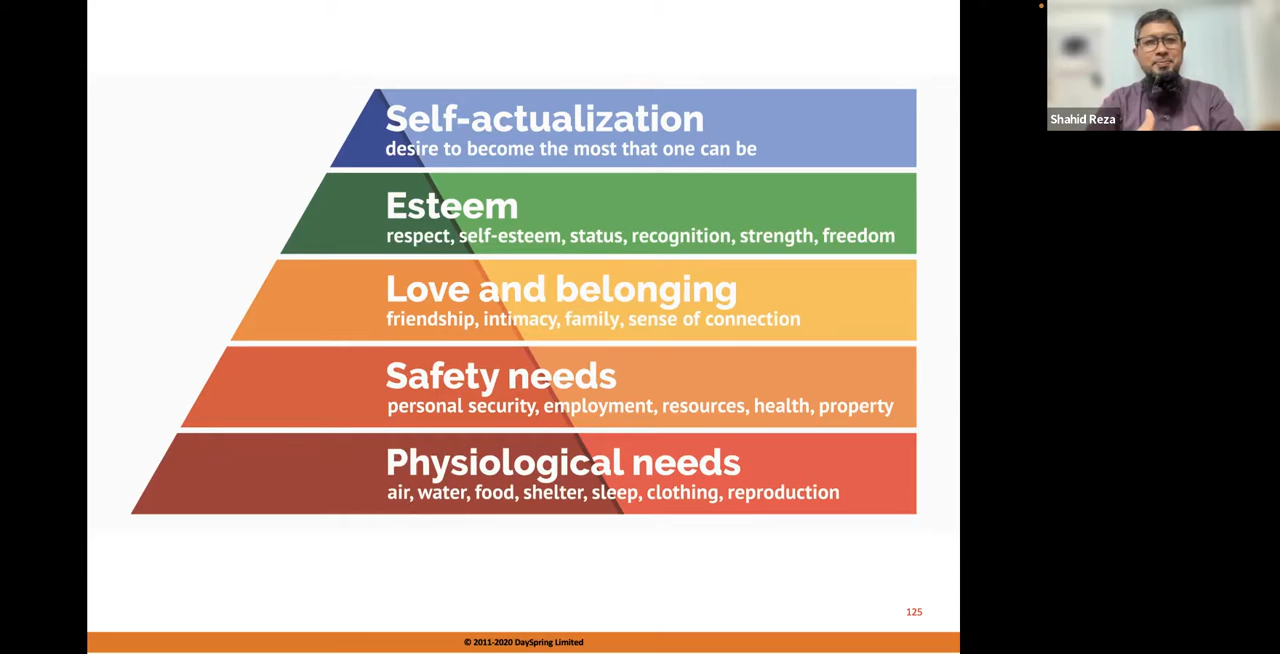 Self-actualization
desire to become the most that one can be
Esteem
respect, self-esteem, status, recognition, strength, freedom
Love and belonging
friendship, intimacy, family, sense of connection
Safety needs
personal security, employment, resources, health, property
Physiological needs
air, water, food, shelter, sleep, clothing, reproduction
125
© 2011-2020 DaySpring Limited
Shahid Reza